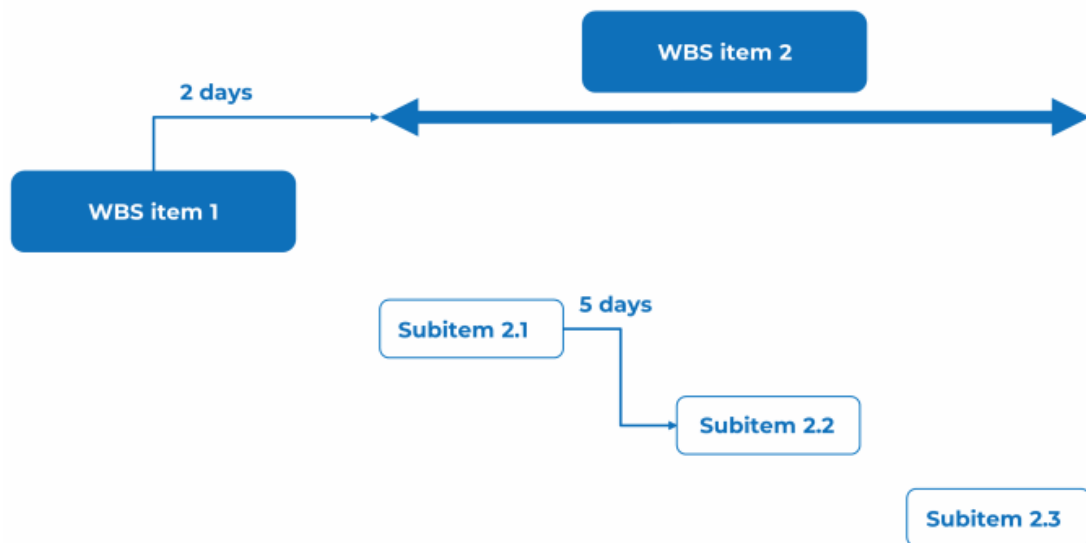 WBS item 2
2 days
WBS item 1
5 days
Subitem 2.1
Subitem 2.2
Subitem 2.3